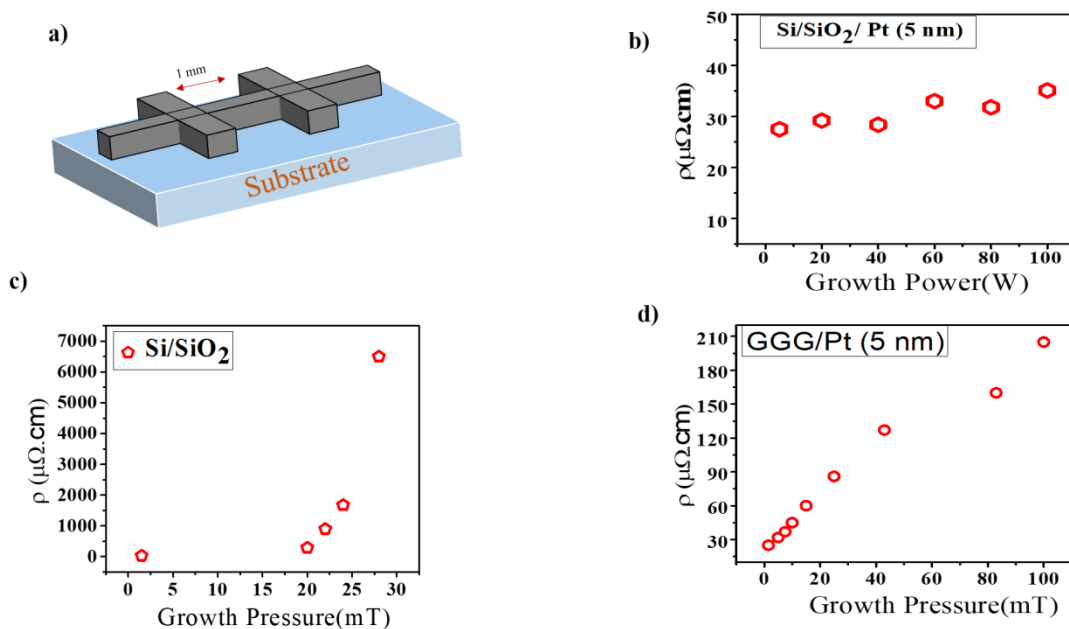 a)
1 mm
Substrate
b)
Si/SiO2/ Pt (5 nm)
50
40
30
20
10
ρ(μΩ.cm)
0 20 40 60 80 100
Growth Power(W)
c)
Si/SiO2
7000
6000
5000
4000
3000
2000
1000
0
ρ (μΩ.cm)
0 5 10 15 20 25 30
Growth Pressure(mT)
d)
GGG/Pt (5 nm)
210
180
150
120
90
60
30
ρ (μΩ.cm)
0 20 40 60 80 100
Growth Pressure(mT)